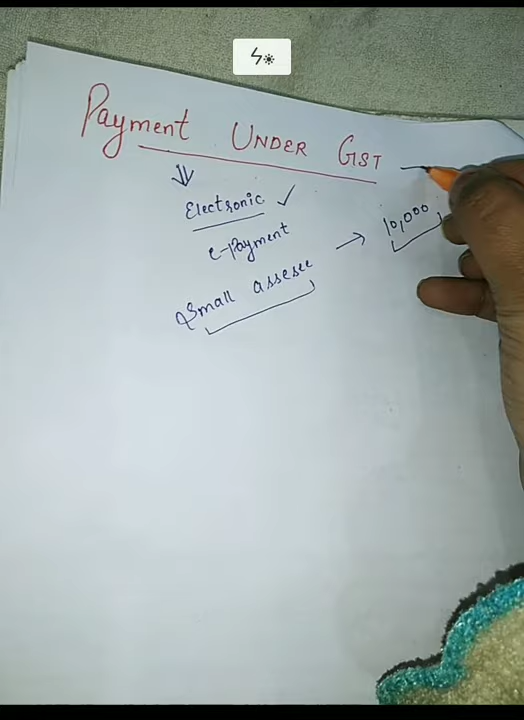 Payment UNDER GST
Electronic
e-Payment
Small assesee → 10,000